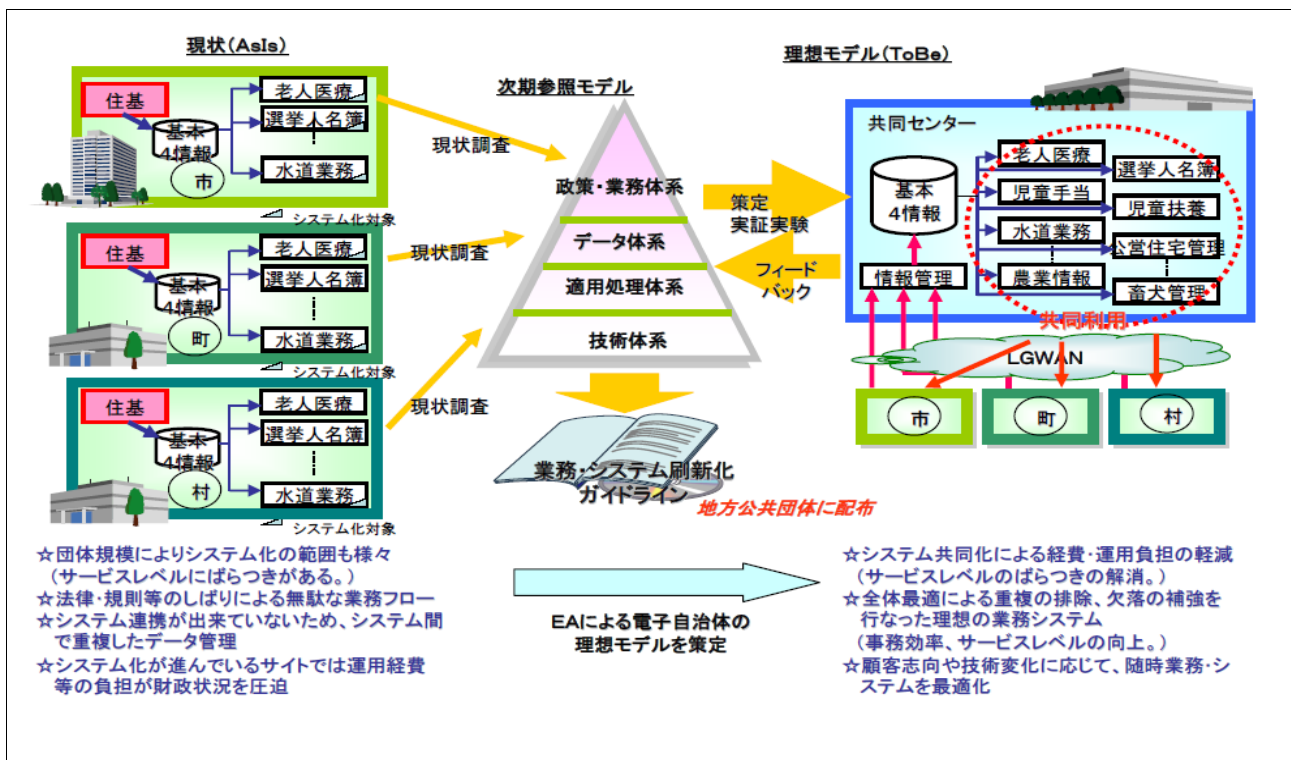 現状(AsIs)
住基
基本
4情報
市
老人医療
選挙人名簿
水道業務
システム化対象
住基
基本
4情報
町
老人医療
選挙人名簿
水道業務
システム化対象
住基
基本
4情報
村
老人医療
選挙人名簿
水道業務
システム化対象
現状調査
現状調査
現状調査
次期参照モデル
政策・業務体系
データ体系
適用処理体系
技術体系
策定
実証実験
フィード
バック
業務・システム刷新化
ガイドライン
地方公共団体に配布
理想モデル(ToBe)
共同センター
基本
4情報
情報管理
老人医療
選挙人名簿
児童手当
児童扶養
水道業務
公営住宅管理
農業情報
畜犬管理
共同利用
LGWAN
市
町
村
☆団体規模によりシステム化の範囲も様々
(サービスレベルにばらつきがある。)
☆法律・規則等のしばりによる無駄な業務フロー
☆システム連携が出来ていないため、システム間
で重複したデータ管理
☆システム化が進んでいるサイトでは運用経費
等の負担が財政状況を圧迫
EAによる電子自治体の
理想モデルを策定
☆システム共同化による経費・運用負担の軽減
(サービスレベルのばらつきの解消。)
☆全体最適による重複の排除、欠落の補強を
行なった理想の業務システム
(事務効率、サービスレベルの向上。)
☆顧客志向や技術変化に応じて、随時業務・シ
ステムを最適化